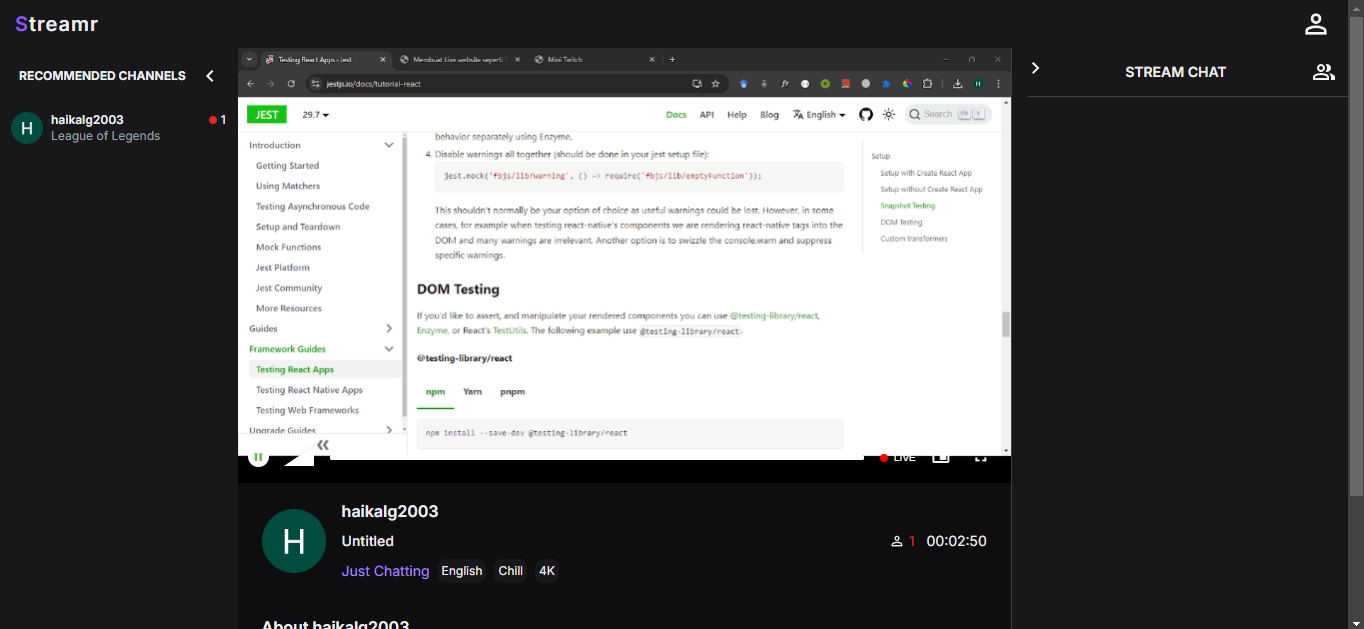 Streamr
RECOMMENDED CHANNELS
H
haikalg2003
League of Legends
1
Testing React Apps - Jest
Membuat Live website seperti
Mini Twitch
jestjs.io/docs/tutorial-react
JEST
29.7
Docs
API
Help
Blog
English
Search
Introduction
Getting Started
Using Matchers
Testing Asynchronous Code
Setup and Teardown
Mock Functions
Jest Platform
Jest Community
More Resources
Guides
Framework Guides
Testing React Apps
Testing React Native Apps
Testing Web Frameworks
Upgrade Guides
behavior separately using Enzyme.
4. Disable warnings all together (should be done in your jest setup file):
jest.mock('fbjs/lib/warning', () => require('fbjs/lib/emptyFunction'));
This shouldn't normally be your option of choice as useful warnings could be lost. However, in some
cases, for example when testing react-native's components we are rendering react-native tags into the
DOM and many warnings are irrelevant. Another option is to swizzle the console.warn and suppress
specific warnings.
DOM Testing
If you'd like to assert, and manipulate your rendered components you can use @testing-library/react,
Enzyme, or React's TestUtils. The following example use @testing-library/react.
@testing-library/react
npm
Yarn
pnpm
npm install --save-dev @testing-library/react
Setup
Setup with Create React App
Setup without Create React App
Snapshot Testing
DOM Testing
Custom transformers
LIVE
H
haikalg2003
Untitled
Just Chatting
English
Chill
4K
1
00:02:50
About haikalg2003
STREAM CHAT